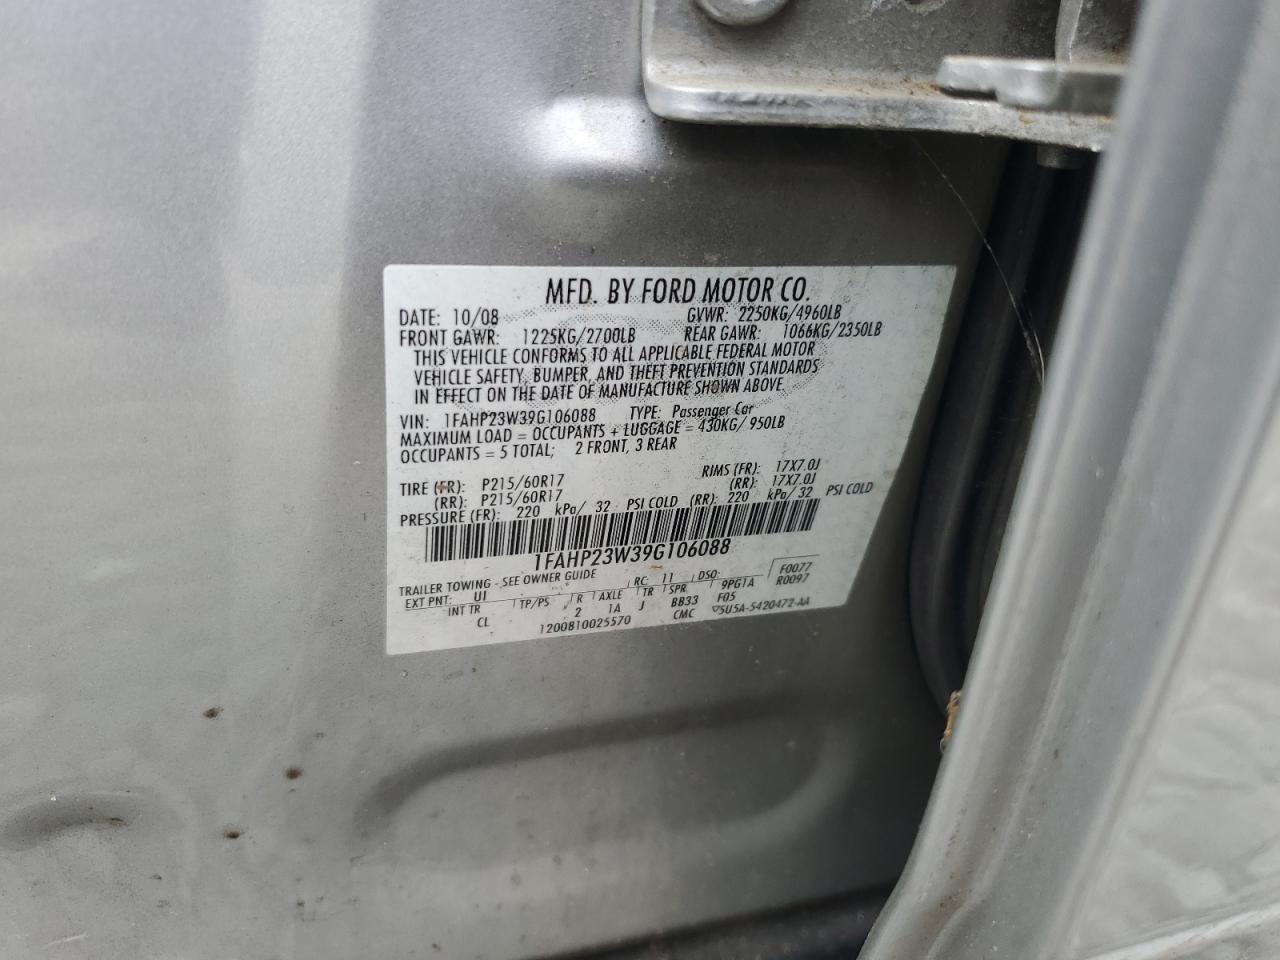 MFD. BY FORD MOTOR CO.
DATE: 10/08 GVWR: 2250KG/4960LB
FRONT GAWR: 1225KG/2700LB REAR GAWR: 1066KG/2350LB
THIS VEHICLE CONFORMS TO ALL APPLICABLE FEDERAL MOTOR
VEHICLE SAFETY, BUMPER, AND THEFT PREVENTION STANDARDS
IN EFFECT ON THE DATE OF MANUFACTURE SHOWN ABOVE.
VIN: 1FAHP23W39G106088 TYPE: Passenger Car
MAXIMUM LOAD = OCCUPANTS + LUGGAGE = 430KG/ 950LB
OCCUPANTS = 5 TOTAL; 2 FRONT, 3 REAR
TIRE (FR): P215/60R17 RIMS (FR): 17X7.0J
(RR): P215/60R17 (RR): 17X7.0J
PRESSURE (FR): 220 kPa/ 32 PSI COLD (RR): 220 kPa/ 32 PSI COLD
1FAHP23W39G106088
TRAILER TOWING - SEE OWNER GUIDE
EXT PNT: UI RC: 11 DSO: F0077
R0097
INT TR TP/PS R AXLE TR SPR 9PG1A
CL 2 1A J BB33 F05
1200810025570 CMC 5U5A-5420472-AA